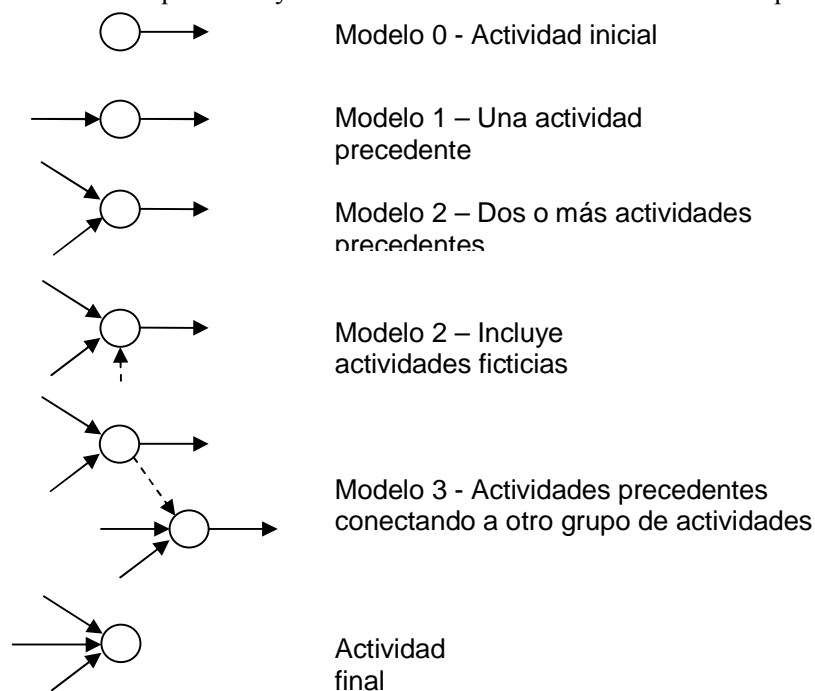 Modelo 0 - Actividad inicial
Modelo 1 – Una actividad
precedente
Modelo 2 – Dos o más actividades
precedentes
Modelo 2 – Incluye
actividades ficticias
Modelo 3 - Actividades precedentes
conectando a otro grupo de actividades
Actividad
final